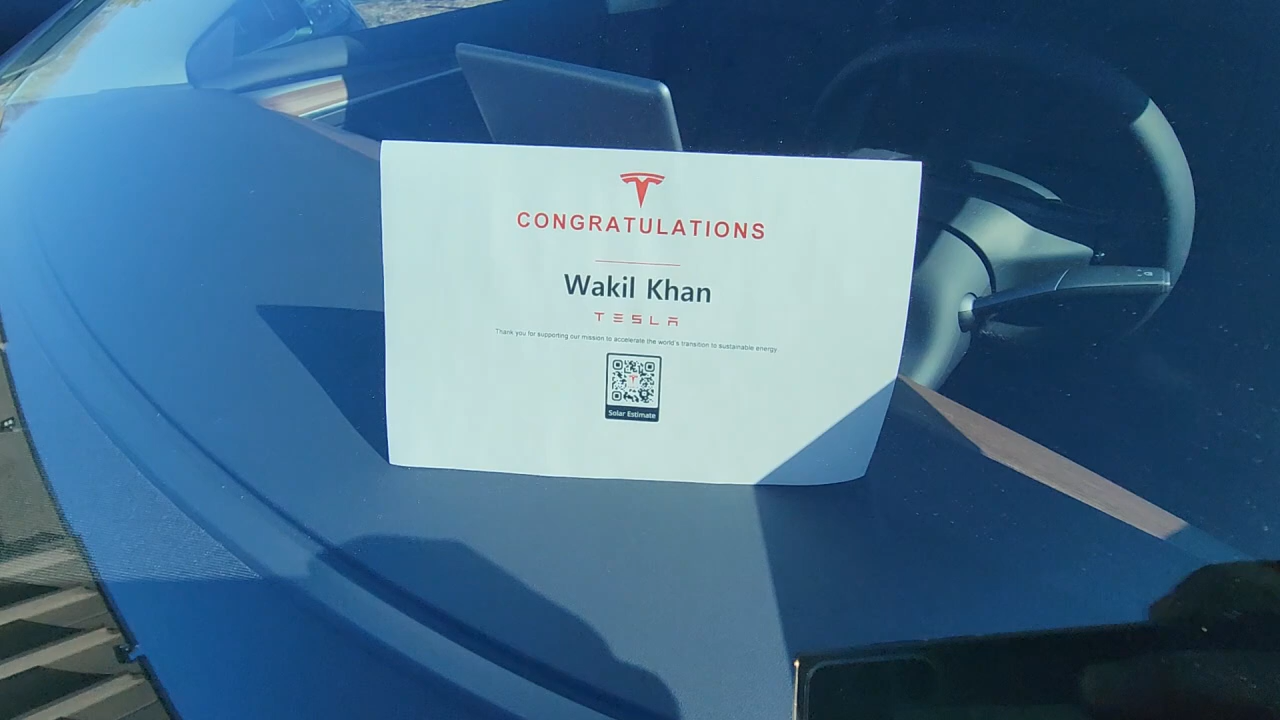 CONGRATULATIONS
Wakil Khan
TESLA
Thank you for supporting our mission to accelerate the world's transition to sustainable energy
Solar Estimate